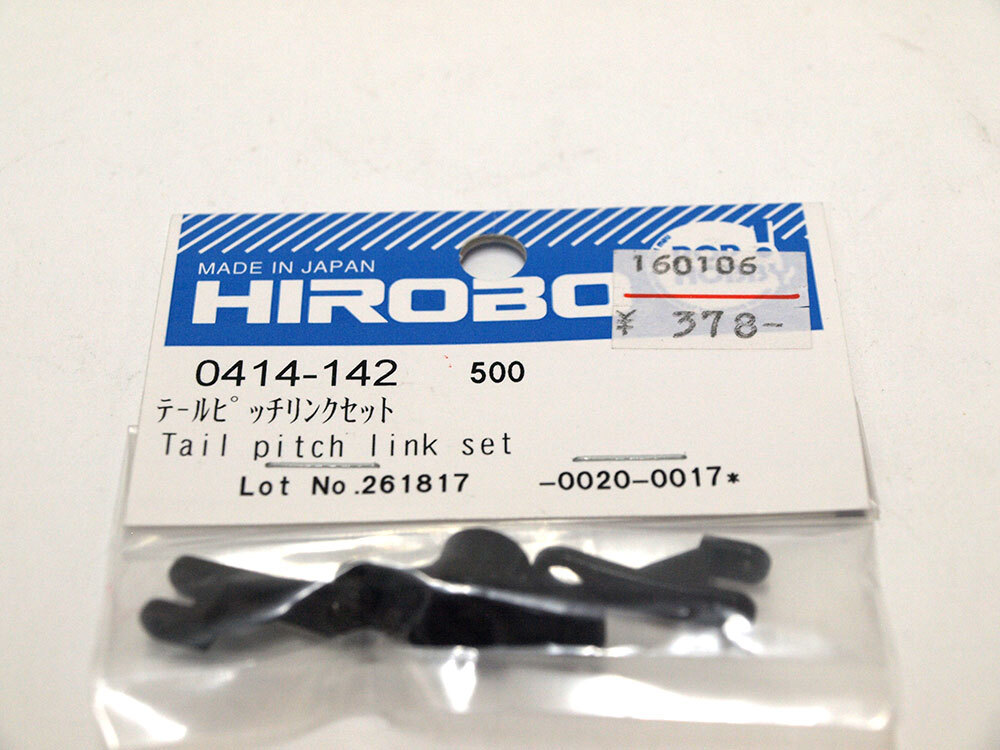 MADE IN JAPAN
HIROBO
160106
¥ 378-
0414-142 500
テールピッチリンクセット
Tail pitch link set
Lot No.261817 -0020-0017*